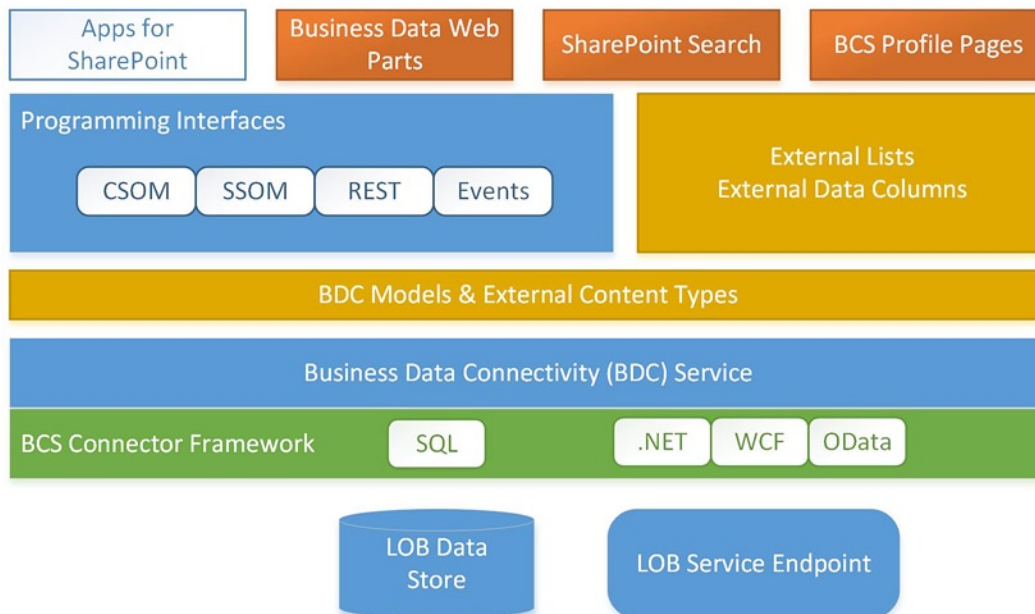 Apps for
SharePoint
Business Data Web
Parts
SharePoint Search
BCS Profile Pages
Programming Interfaces
CSOM
SSOM
REST
Events
External Lists
External Data Columns
BDC Models & External Content Types
Business Data Connectivity (BDC) Service
BCS Connector Framework
SQL
.NET
WCF
OData
LOB Data
Store
LOB Service Endpoint